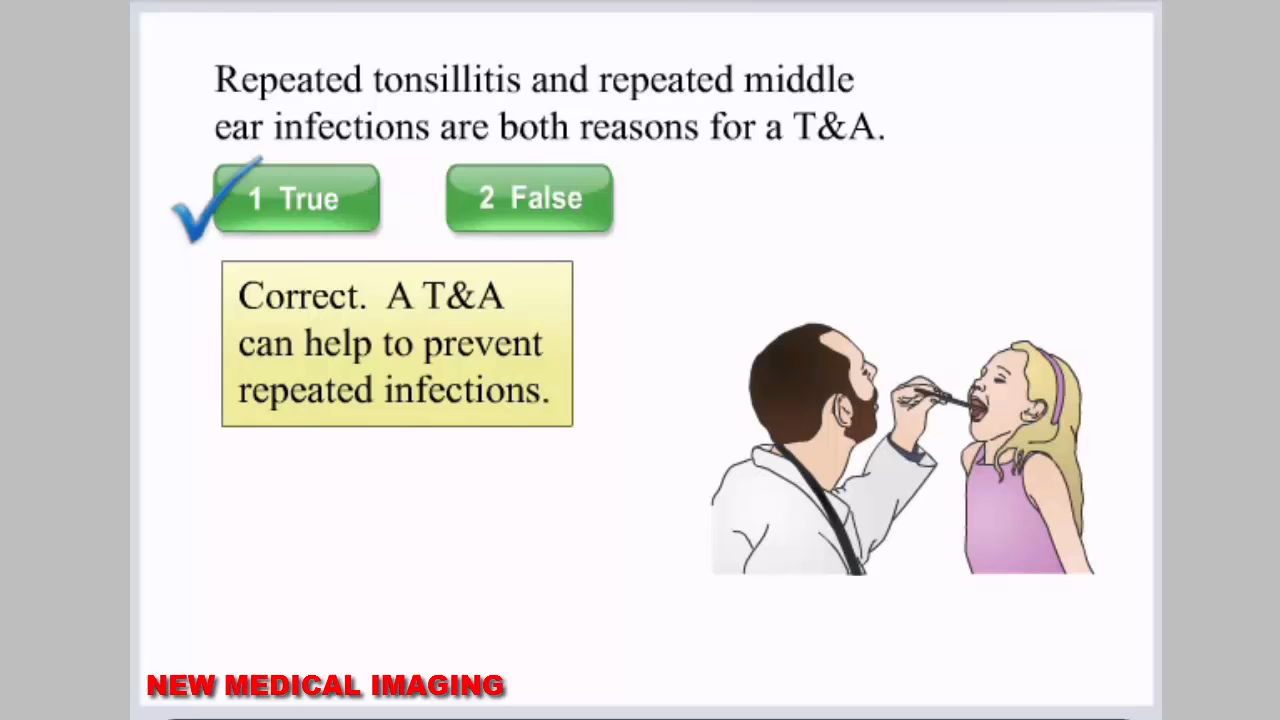 Repeated tonsillitis and repeated middle
ear infections are both reasons for a T&A.
1 True
2 False
Correct. A T&A
can help to prevent
repeated infections.
NEW MEDICAL IMAGING